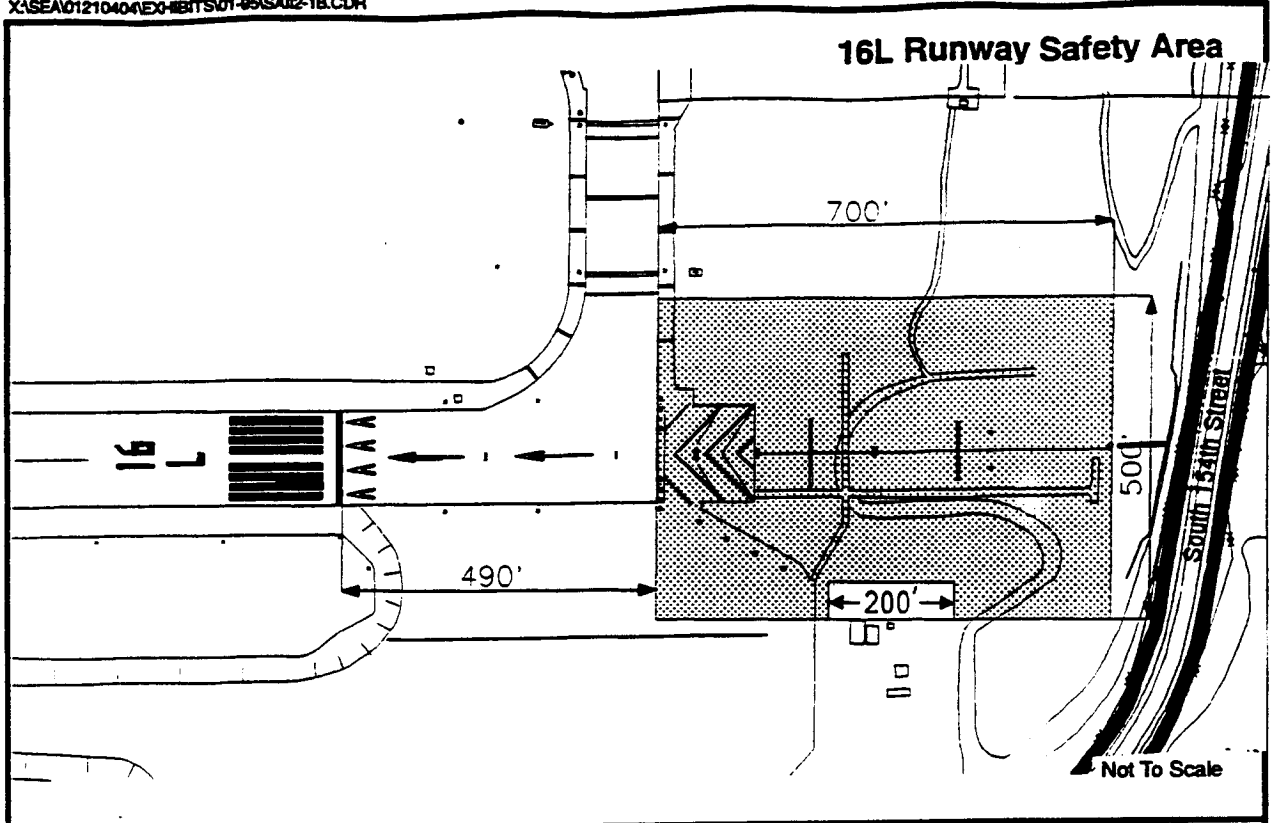 X:\SEA\01210404\EXHIBITS\01-95\SA02-1B.CDR
16L Runway Safety Area
700'
16
L
500'
South 154th Street
490'
200'
Not To Scale